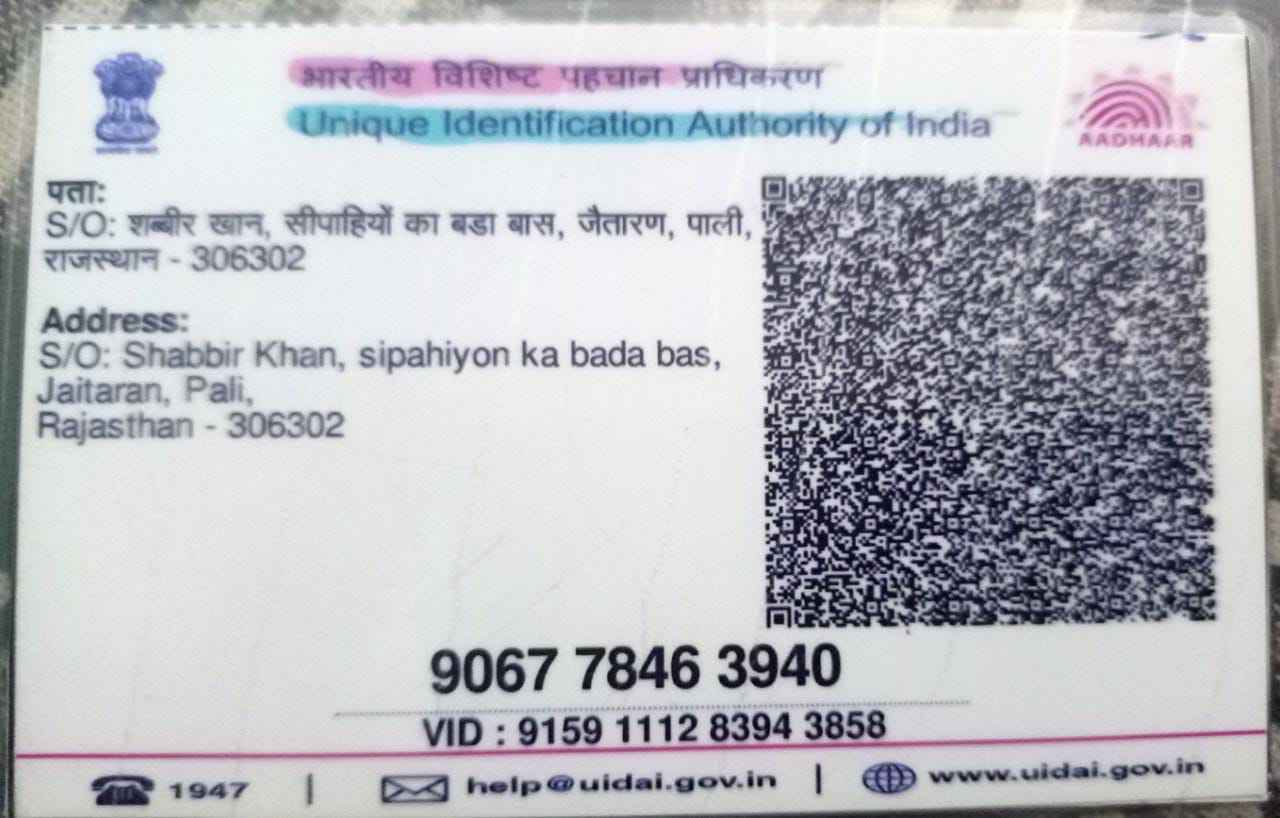 भारतीय विशिष्ट पहचान प्राधिकरण
Unique Identification Authority of India
AADHAAR
पता:
S/O: शब्बीर खान, सीपाहियों का बडा बास, जैतारण, पाली,
राजस्थान - 306302
Address:
S/O: Shabbir Khan, sipahiyon ka bada bas,
Jaitaran, Pali,
Rajasthan - 306302
9067 7846 3940
VID : 9159 1112 8394 3858
1947 | help@uidai.gov.in | www.uidai.gov.in